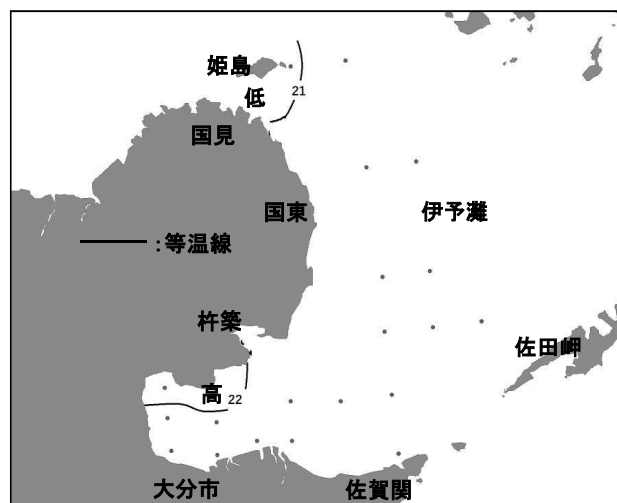 姫島
低
21
国見
国東
伊予灘
:等温線
杵築
佐田岬
高
22
大分市
佐賀関